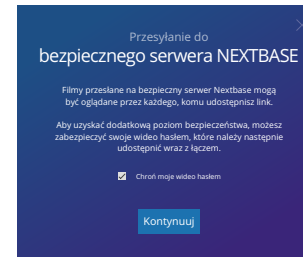 Przesyłanie do
bezpiecznego serwera NEXTBASE
Filmy przesłane na bezpieczny serwer Nextbase mogą
być oglądane przez każdego, komu udostępnisz link.
Aby uzyskać dodatkową poziom bezpieczeństwa, możesz
zabezpieczyć swoje wideo hasłem, które należy następnie
udostępnić wraz z łączem.
Chroń moje wideo hasłem
Kontynuuj